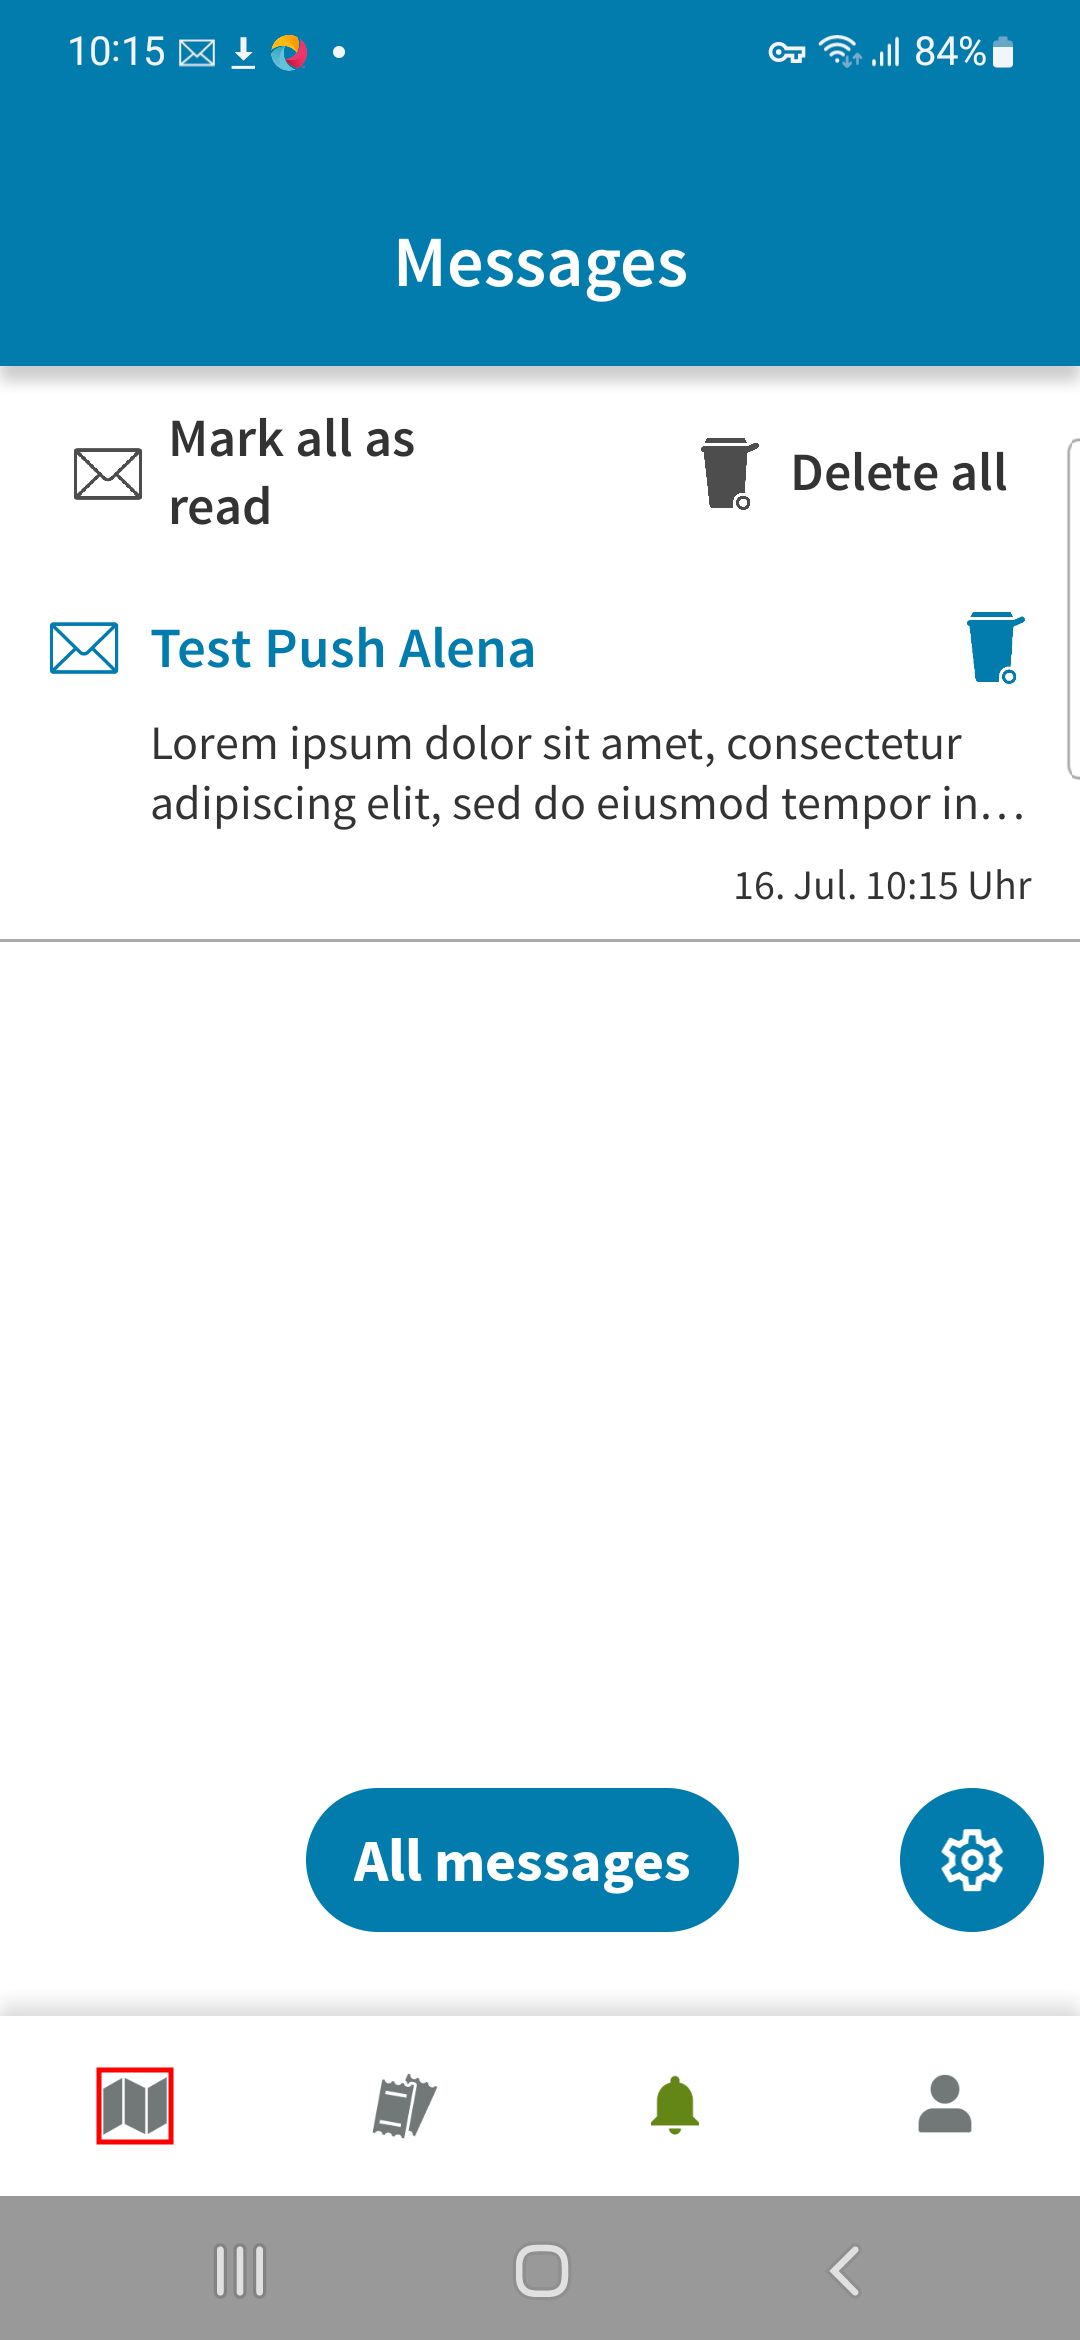 10:15
84%
Messages
Mark all as
read
Delete all
Test Push Alena
Lorem ipsum dolor sit amet, consectetur
adipiscing elit, sed do eiusmod tempor in...
16. Jul. 10:15 Uhr
All messages